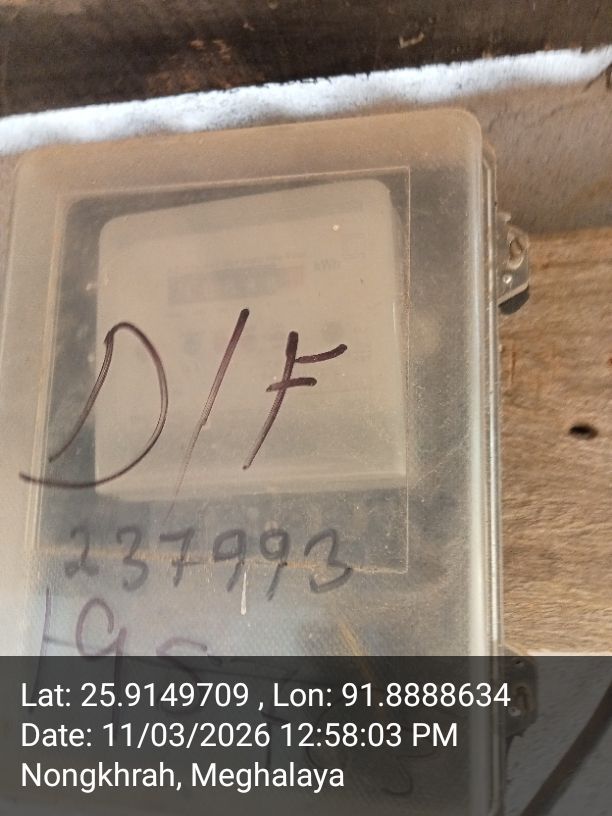 D/F
237993
Lat: 25.9149709 , Lon: 91.8888634
Date: 11/03/2026 12:58:03 PM
Nongkhrah, Meghalaya